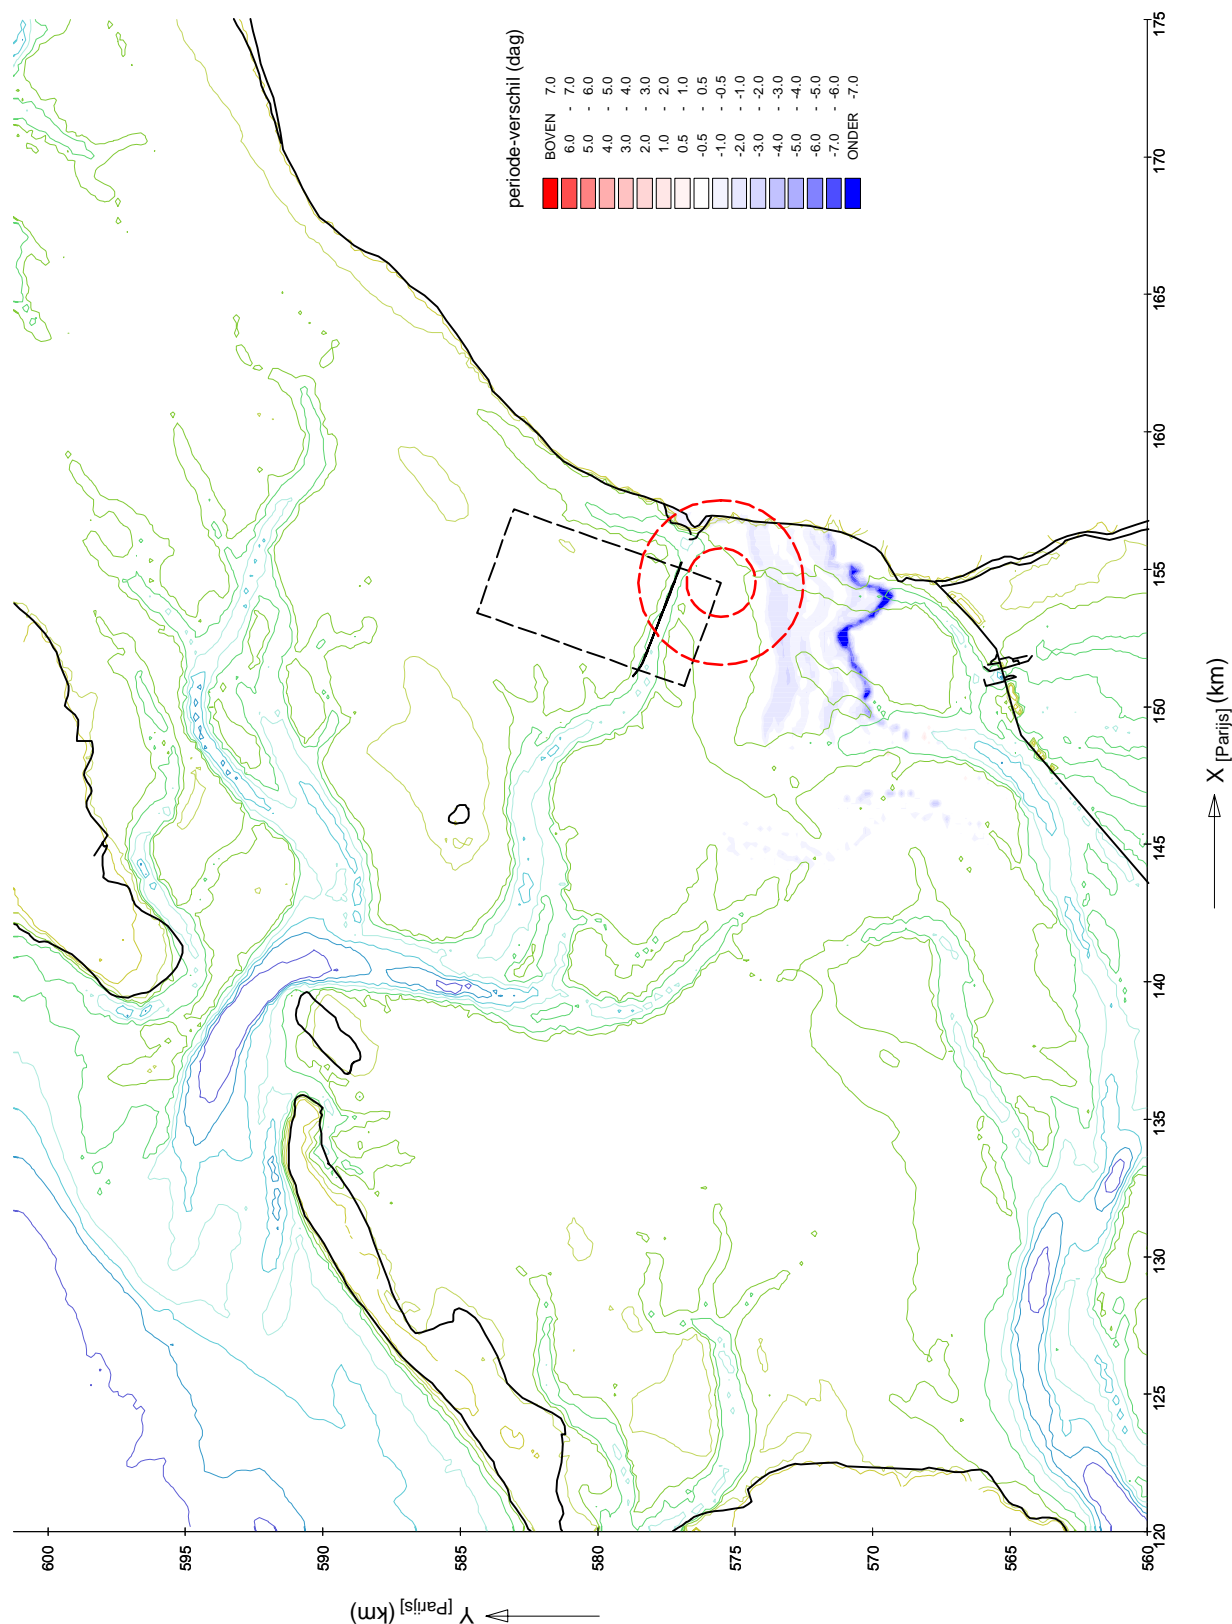 periode-verschil (dag)
BOVEN 7.0
6.0 - 7.0
5.0 - 6.0
4.0 - 5.0
3.0 - 4.0
2.0 - 3.0
1.0 - 2.0
0.5 - 1.0
-0.5 - 0.5
-1.0 - -0.5
-2.0 - -1.0
-3.0 - -2.0
-4.0 - -3.0
-5.0 - -4.0
-6.0 - -5.0
-7.0 - -6.0
ONDER -7.0
600
595
590
585
580
575
570
565
560
Y [Parijs] (km)
120
125
130
135
140
145
150
155
160
165
170
175
X [Parijs] (km)